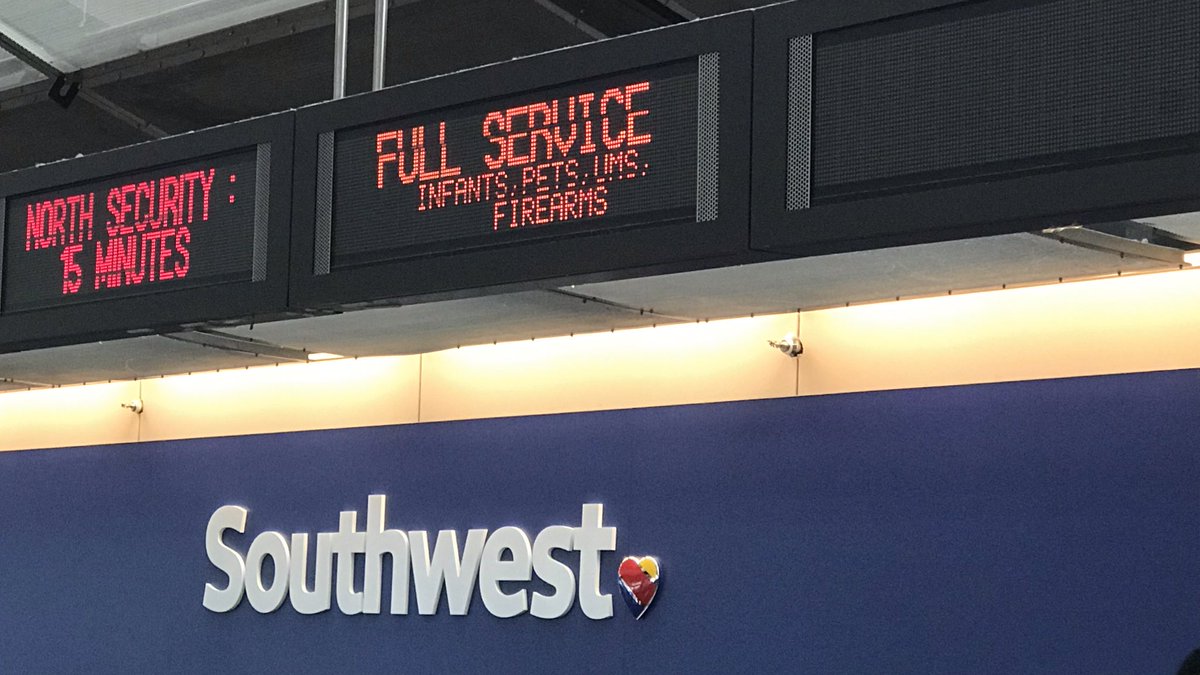 NORTH SECURITY :
15 MINUTES
FULL SERVICE
INFANTS,PETS,UMS,
FIREARMS
Southwest